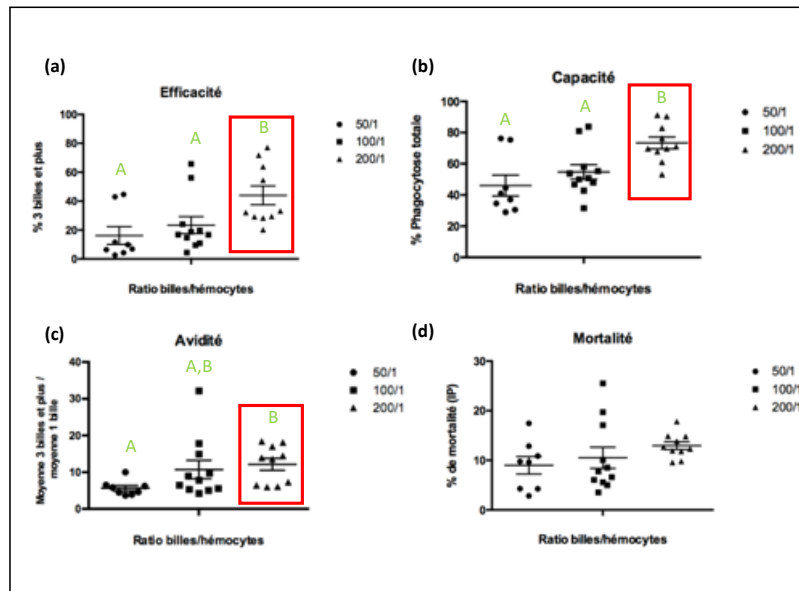 (a)
Efficacité
50/1
100/1
200/1
A
A
B
100
80
60
40
20
0
% 3 billes et plus
Ratio billes/hémocytes
(b)
Capacité
50/1
100/1
200/1
A
A
B
100
80
60
40
20
0
% Phagocytose totale
Ratio billes/hémocytes
(c)
Avidité
50/1
100/1
200/1
A
A,B
B
40
30
20
10
0
Moyenne 3 billes et plus /
moyenne 1 bille
Ratio billes/hémocytes
(d)
Mortalité
50/1
100/1
200/1
30
20
10
0
% de mortalité (IP)
Ratio billes/hémocytes